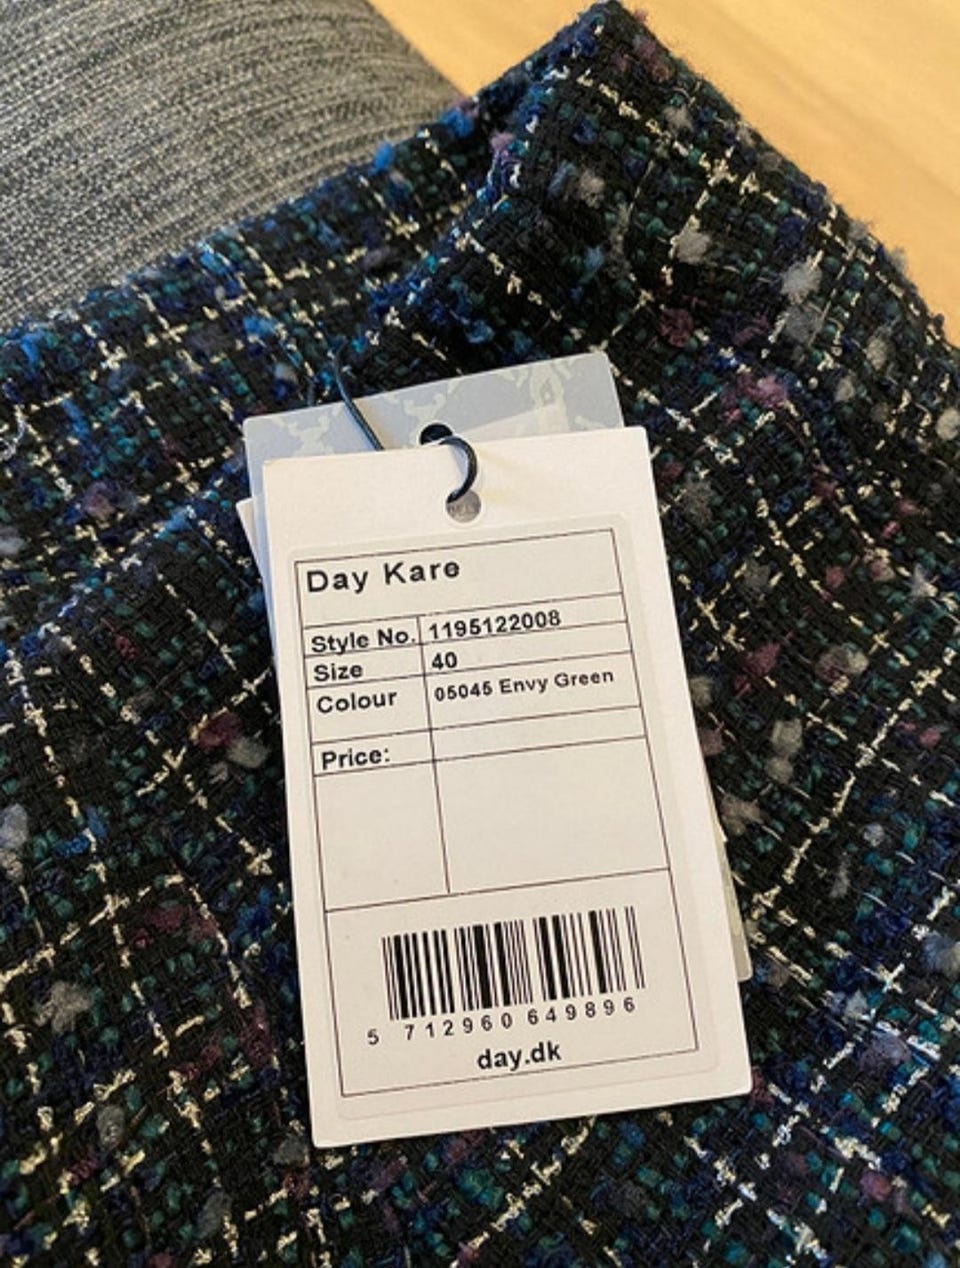 Day Kare
Style No. 1195122008
Size 40
Colour 05045 Envy Green
Price:
5 712960 649896
day.dk